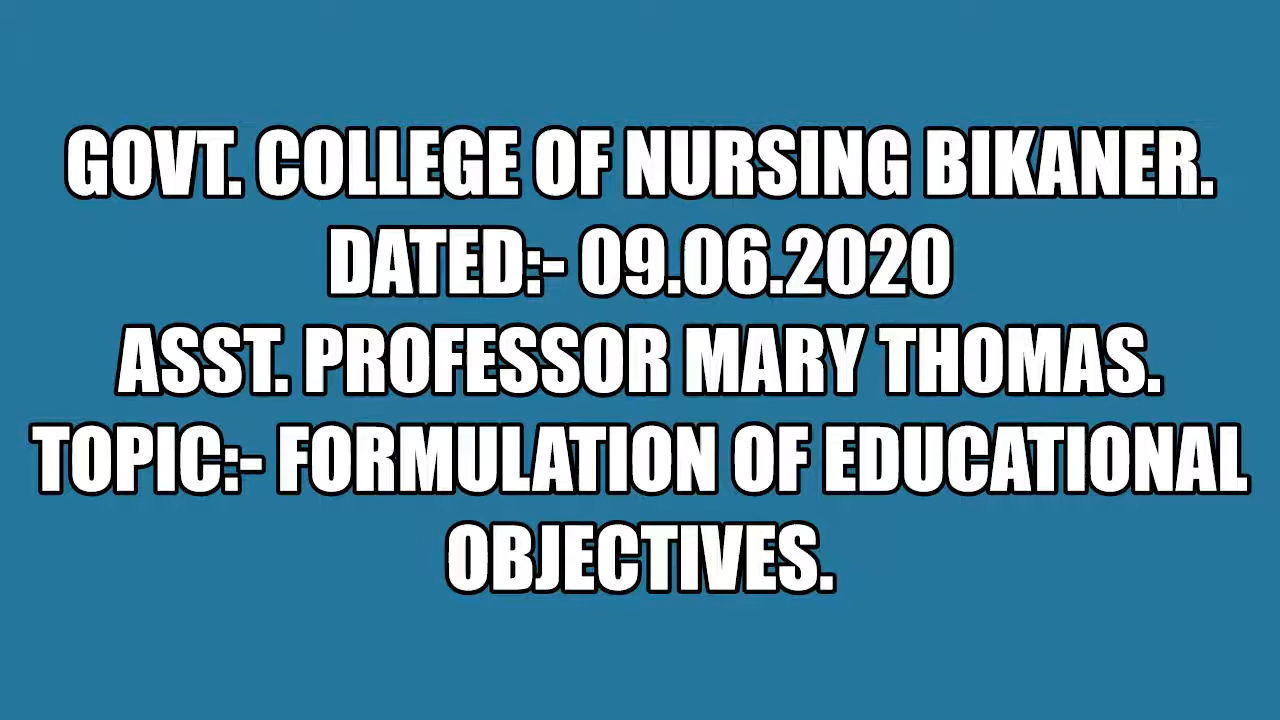 GOVT. COLLEGE OF NURSING BIKANER.
DATED:- 09.06.2020
ASST. PROFESSOR MARY THOMAS.
TOPIC:- FORMULATION OF EDUCATIONAL
OBJECTIVES.